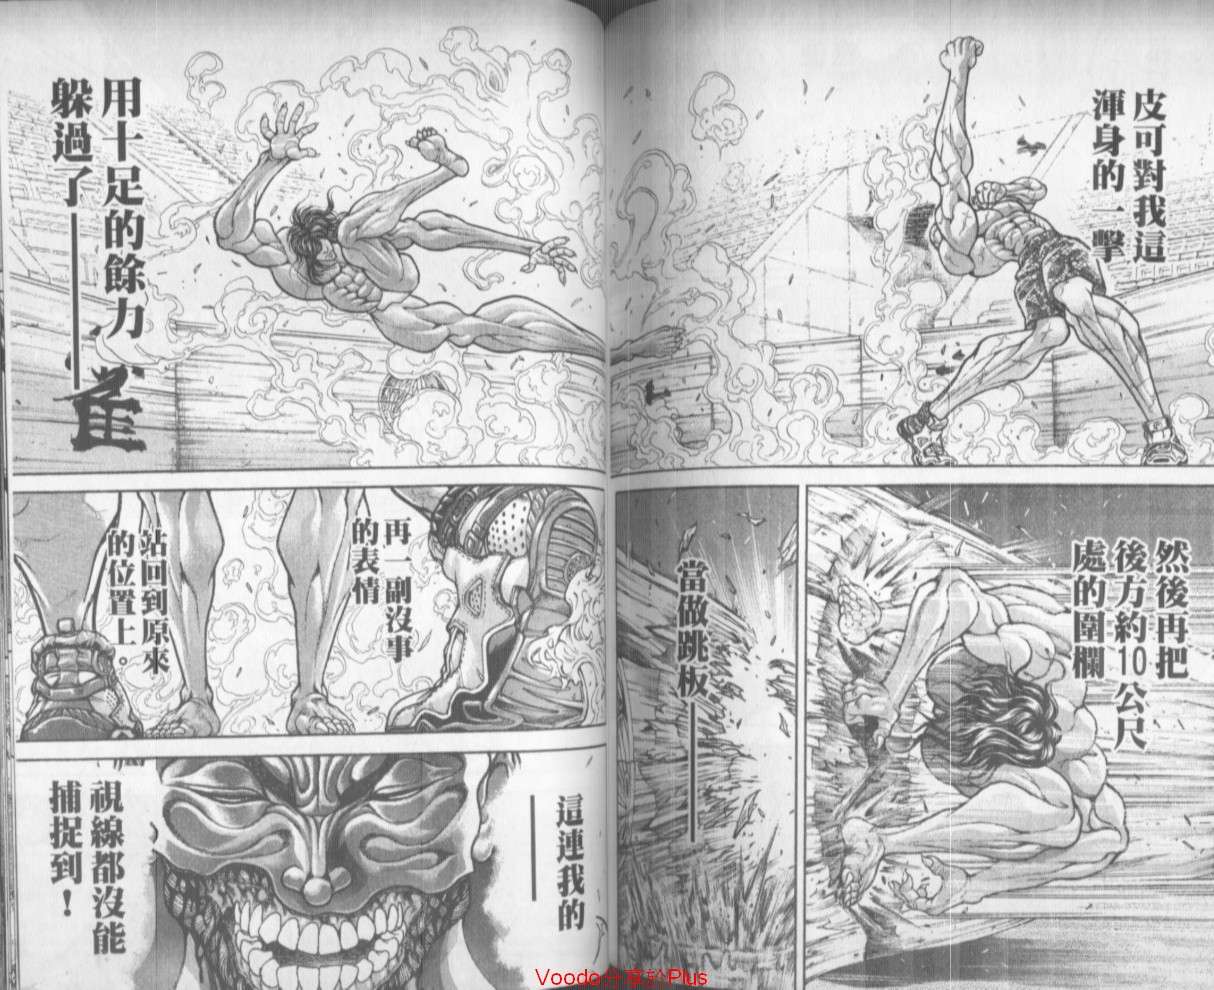 皮可對我這
渾身的一擊
用十足的餘力
躲過了——
然後再把
後方約10公尺
處的圍欄
當做跳板——
再一副沒事
的表情
站回到原來
的位置上。
——這連我的
視線都沒能
捕捉到！
Voodo分享於Plus